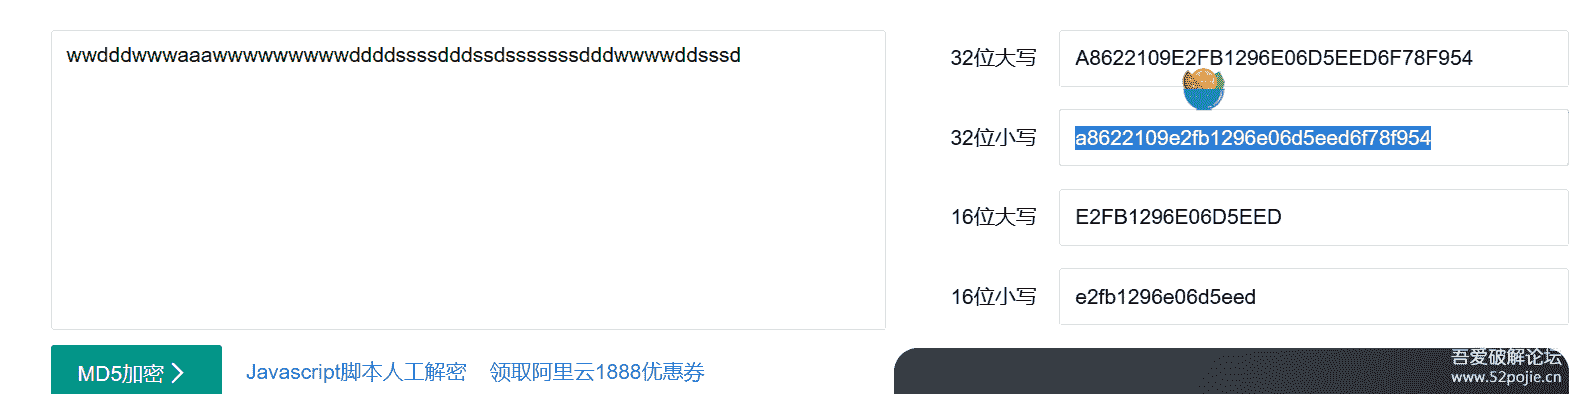 wwdddwwwaaawwwwwwwwwddddssssdddssdsssssssdddwwwwddsssd
32位大写
A8622109E2FB1296E06D5EED6F78F954
32位小写
a8622109e2fb1296e06d5eed6f78f954
16位大写
E2FB1296E06D5EED
16位小写
e2fb1296e06d5eed
MD5加密
Javascript脚本人工解密
领取阿里云1888优惠券
吾爱破解论坛
www.52pojie.cn